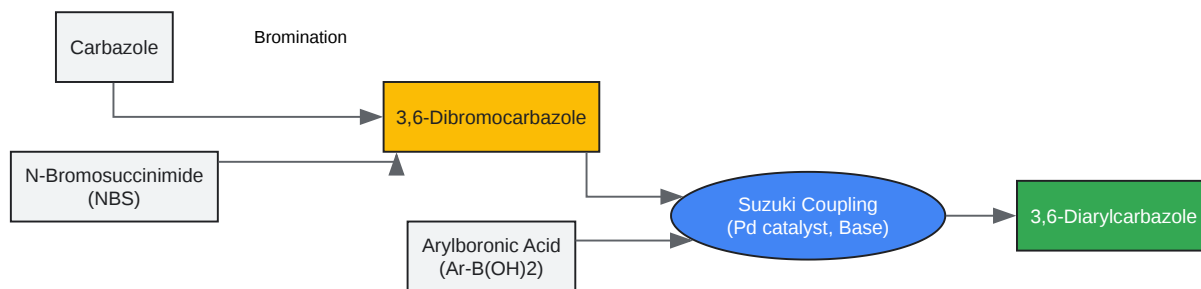 Carbazole
Bromination
3,6-Dibromocarbazole
N-Bromosuccinimide
(NBS)
Arylboronic Acid
(Ar-B(OH)2)
Suzuki Coupling
(Pd catalyst, Base)
3,6-Diarylcarbazole